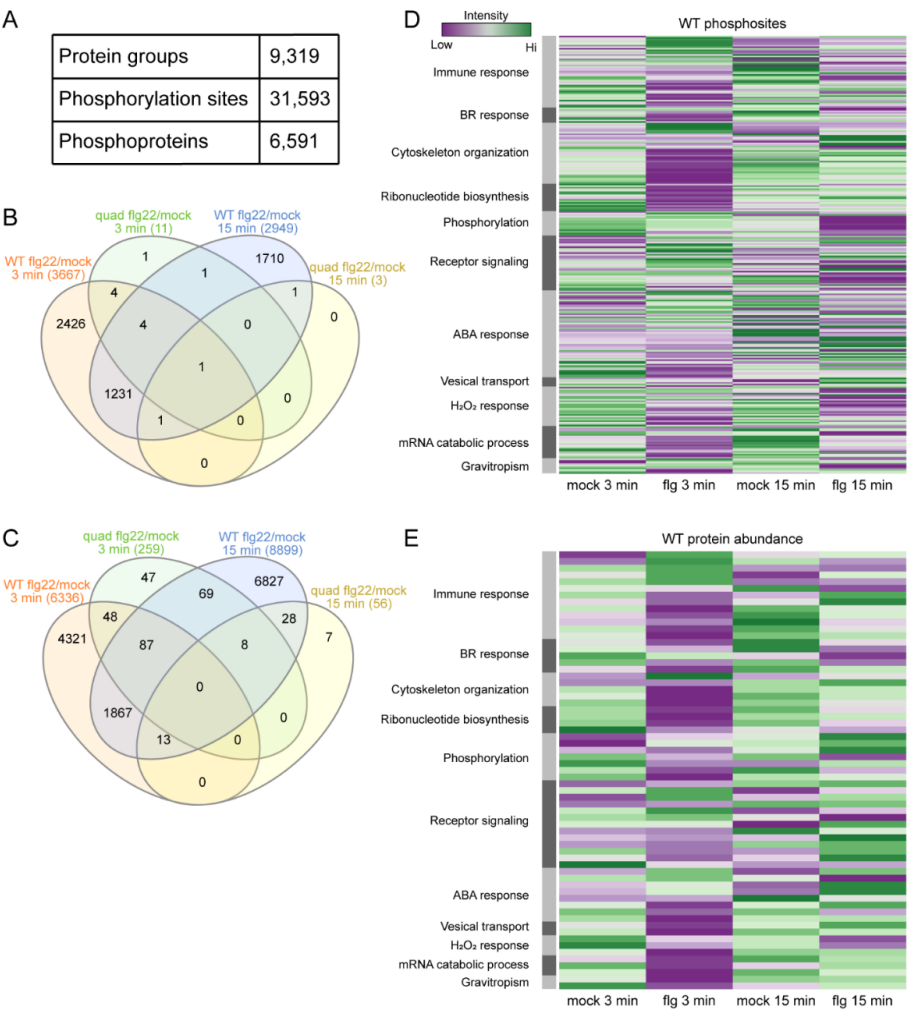 A
Protein groups 9,319
Phosphorylation sites 31,593
Phosphoproteins 6,591
B
quad flg22/mock
3 min (11)
WT flg22/mock
15 min (2949)
WT flg22/mock
3 min (3667)
quad flg22/mock
15 min (3)
1
1
1710
4
1
2426
4
0
0
1
1231
0
1
0
0
C
quad flg22/mock
3 min (259)
WT flg22/mock
15 min (8899)
WT flg22/mock
3 min (6336)
quad flg22/mock
15 min (56)
47
69
6827
48
28
4321
87
8
7
0
1867
0
13
0
0
D
Intensity
Low Hi
WT phosphosites
Immune response
BR response
Cytoskeleton organization
Ribonucleotide biosynthesis
Phosphorylation
Receptor signaling
ABA response
Vesical transport
H₂O₂ response
mRNA catabolic process
Gravitropism
mock 3 min flg 3 min mock 15 min flg 15 min
E
WT protein abundance
Immune response
BR response
Cytoskeleton organization
Ribonucleotide biosynthesis
Phosphorylation
Receptor signaling
ABA response
Vesical transport
H₂O₂ response
mRNA catabolic process
Gravitropism
mock 3 min flg 3 min mock 15 min flg 15 min